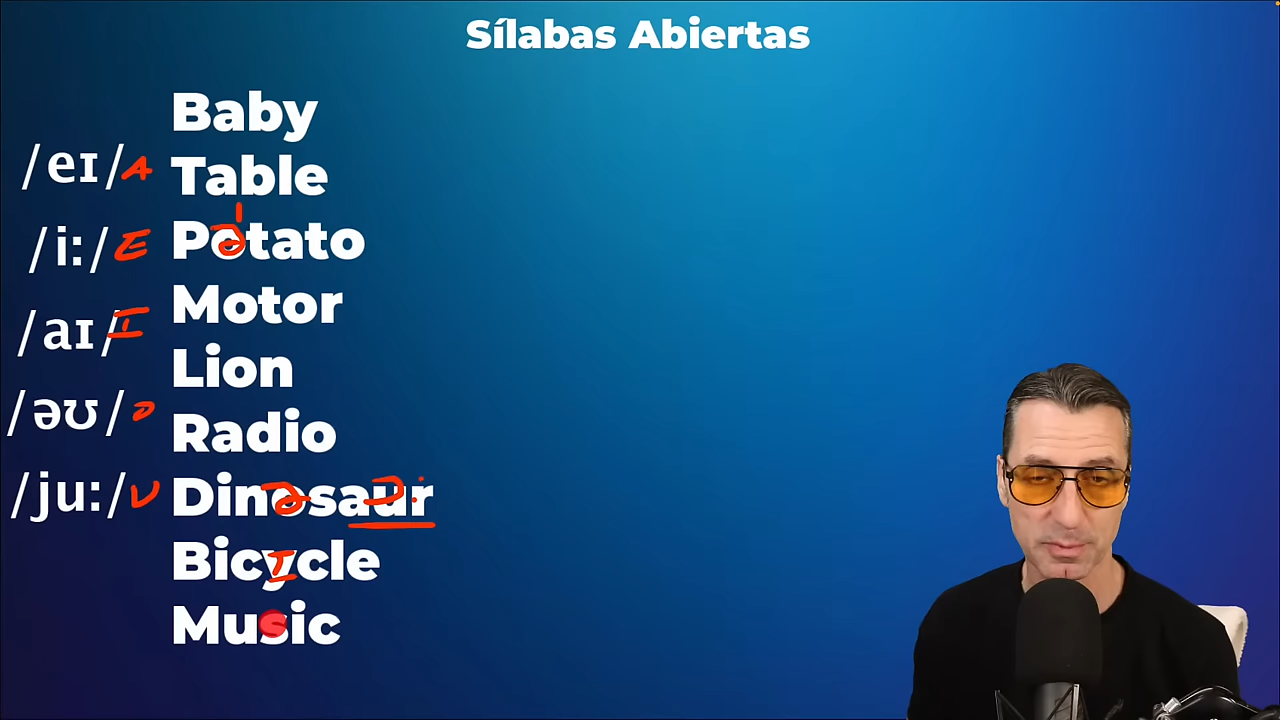 Sílabas Abiertas
Baby
/eɪ/ A Table
/i:/ E Potato
ə
/aɪ/ I Motor
Lion
/əʊ/ O Radio
/ju:/ U Dinosaur
ə ɔ:
Bicycle
I
Music